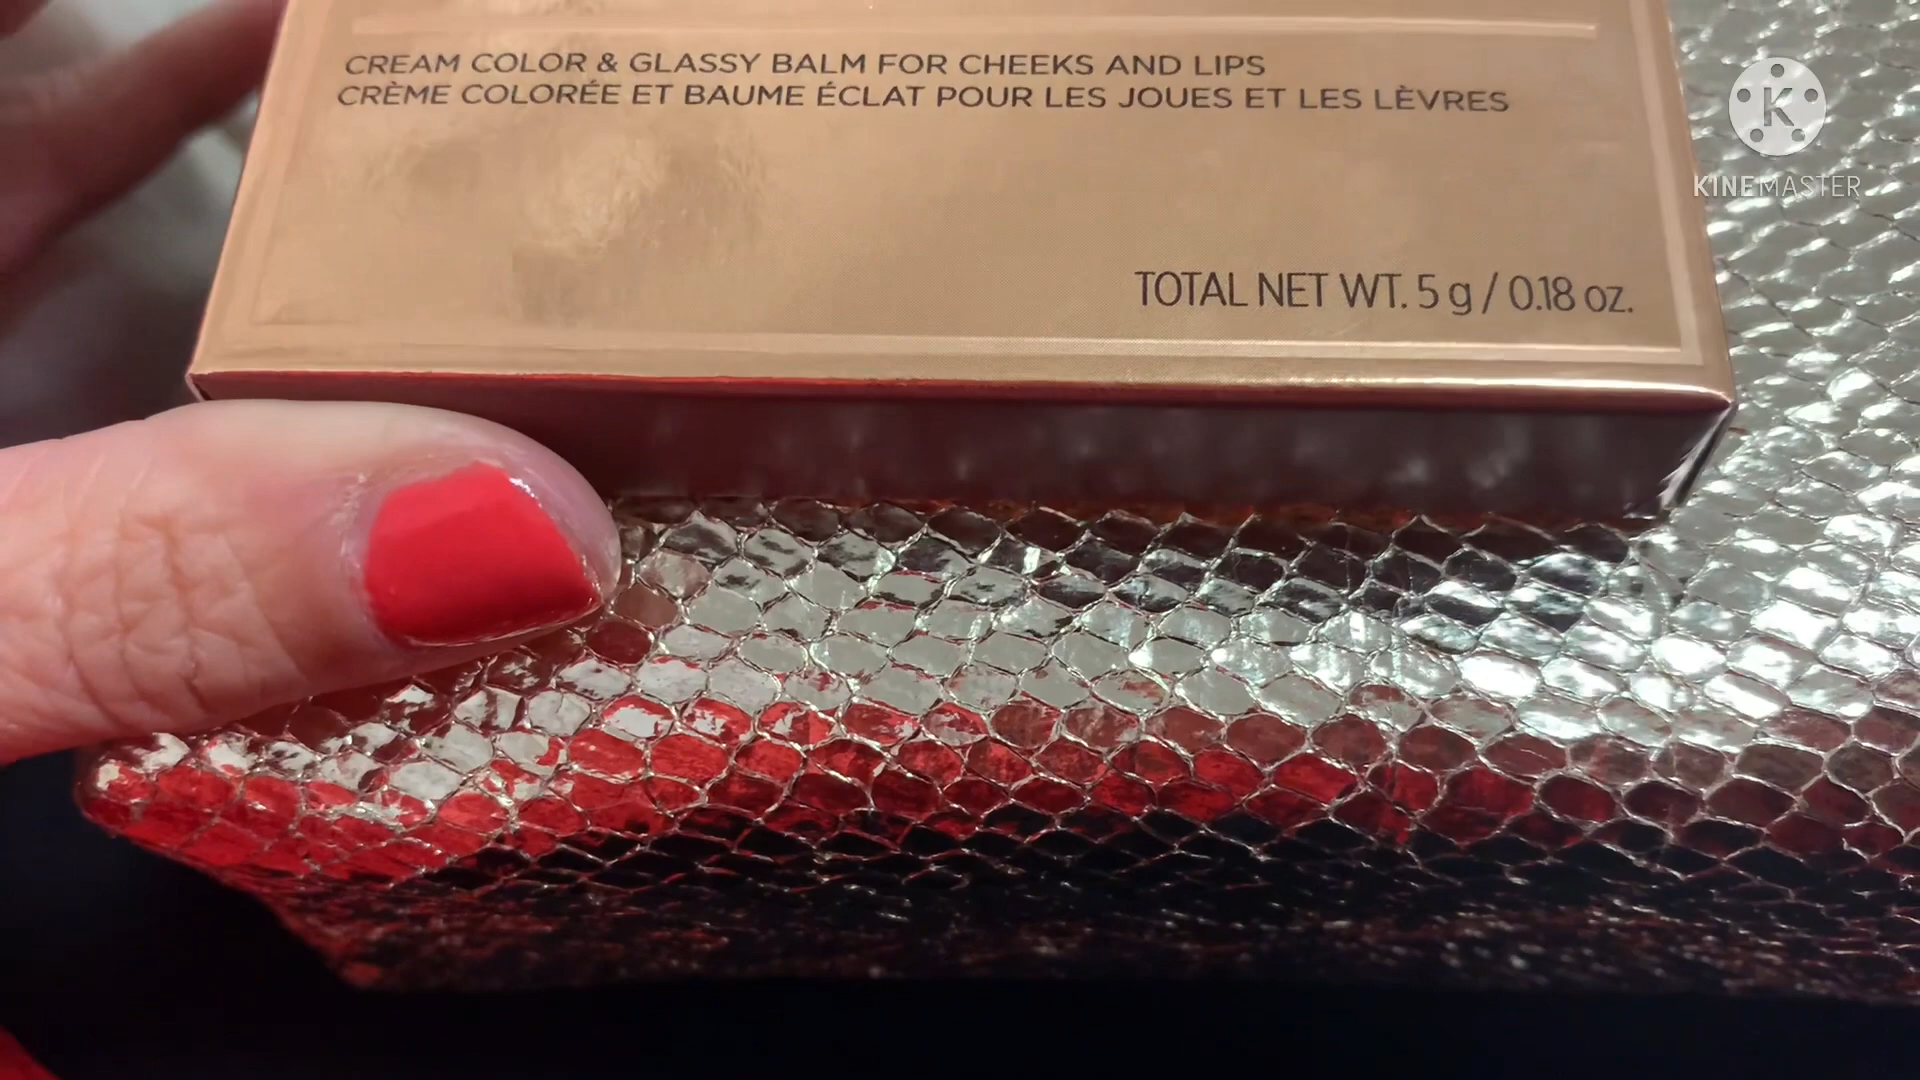 CREAM COLOR & GLASSY BALM FOR CHEEKS AND LIPS
CRÈME COLORÉE ET BAUME ÉCLAT POUR LES JOUES ET LES LÈVRES
K
KINEMASTER
TOTAL NET WT. 5 g / 0.18 oz.